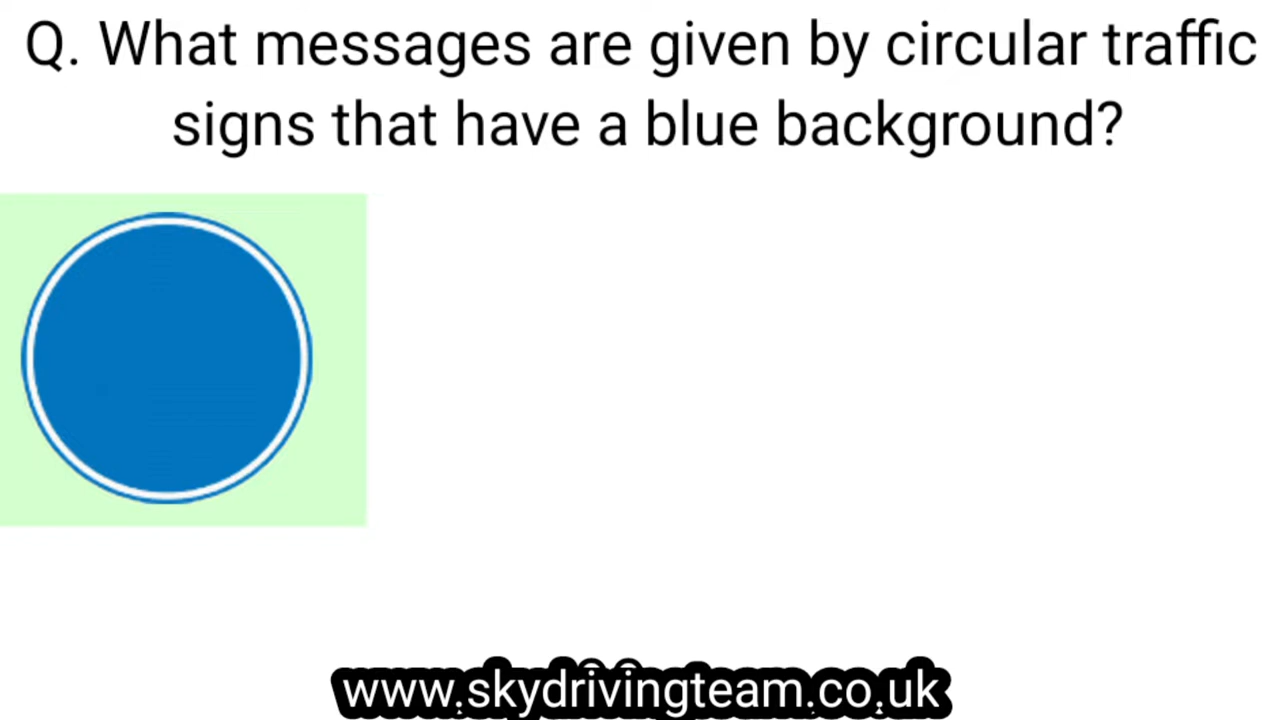 Q. What messages are given by circular traffic
signs that have a blue background?
www.skydrivingteam.co.uk